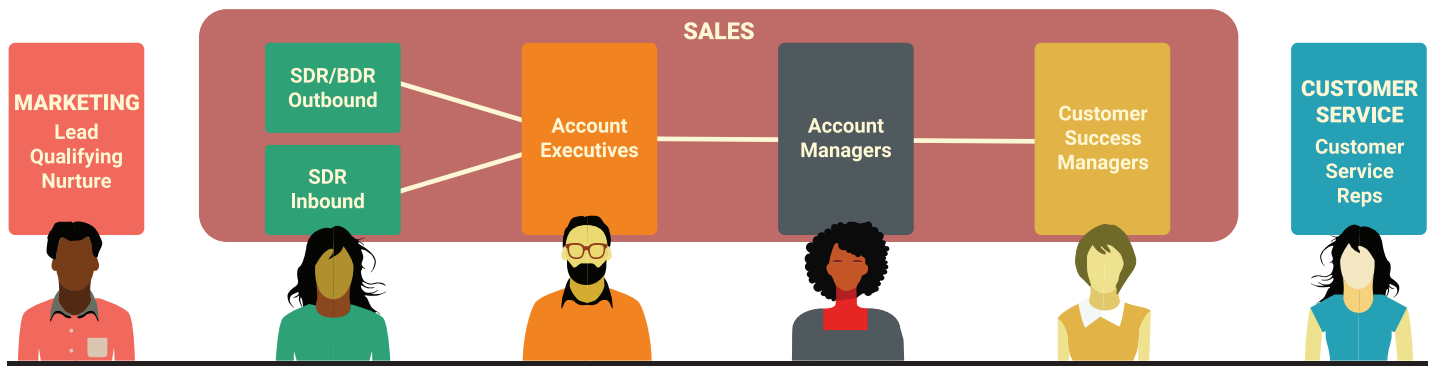 SALES
MARKETING
Lead
Qualifying
Nurture
SDR/BDR
Outbound
SDR
Inbound
Account
Executives
Account
Managers
Customer
Success
Managers
CUSTOMER
SERVICE
Customer
Service
Reps